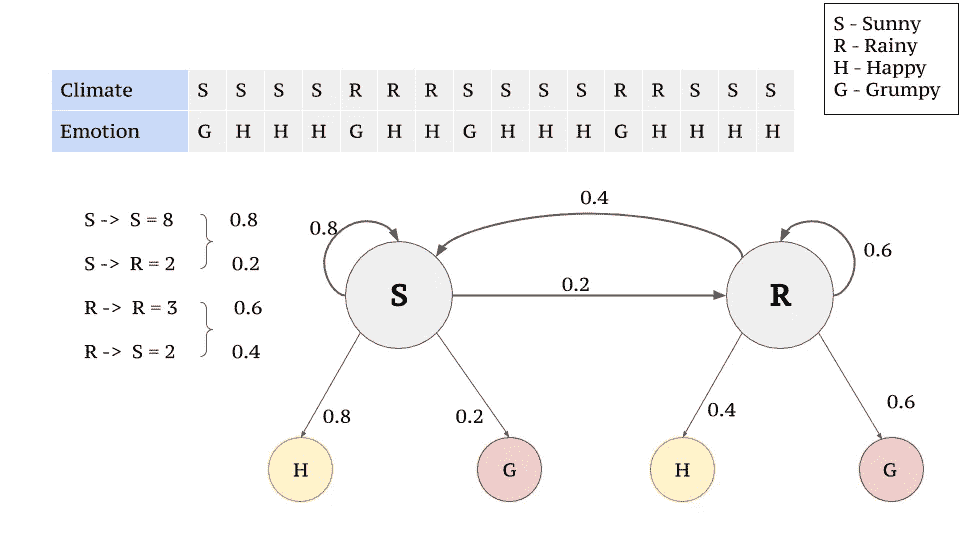 S - Sunny
R - Rainy
H - Happy
G - Grumpy
Climate S S S S R R R S S S S R R S S S
Emotion G H H H G H H G H H H G H H H H
S -> S = 8 0.8
S -> R = 2 0.2
R -> R = 3 0.6
R -> S = 2 0.4
0.4
0.8
0.6
0.2
S
R
0.8
0.2
0.4
0.6
H
G
H
G